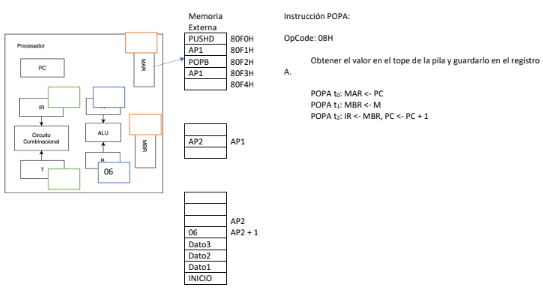 Memoria
Externa
PUSHD 80F0H
AP1 80F1H
POPB 80F2H
AP1 80F3H
80F4H
Procesador
PC
MAR
IR
Circuito
Combinacional
ALU
MBR
T
06
AP2 AP1
AP2
06 AP2 + 1
Dato3
Dato2
Dato1
INICIO
Instrucción POPA:
OpCode: 08H
Obtener el valor en el tope de la pila y guardarlo en el registro
A.
POPA t₀: MAR <- PC
POPA t₁: MBR <- M
POPA t₂: IR <- MBR, PC <- PC + 1